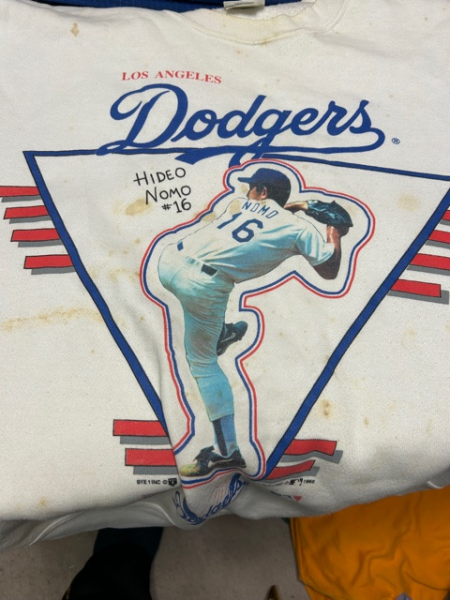 LOS ANGELES
Dodgers®
HIDEO
NOMO
#16
NOMO
16